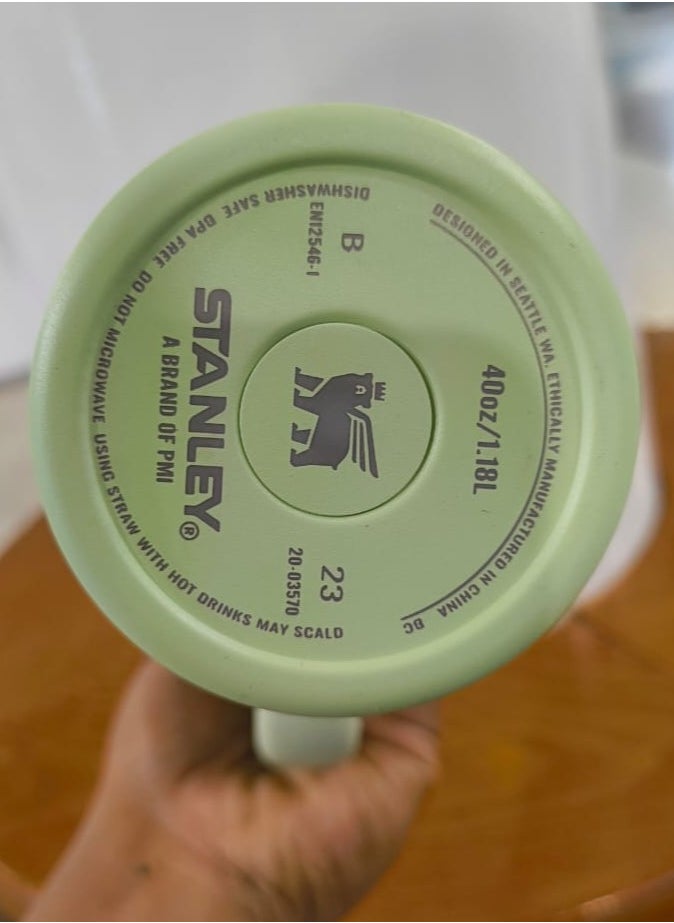 STANLEY®
A BRAND OF PMI
40oz/1.18L
B
EN12546-1
23
20-03570
DESIGNED IN SEATTLE WA, ETHICALLY MANUFACTURED IN CHINA BC
DISHWASHER SAFE BPA FREE DO NOT MICROWAVE USING STRAW WITH HOT DRINKS MAY SCALD